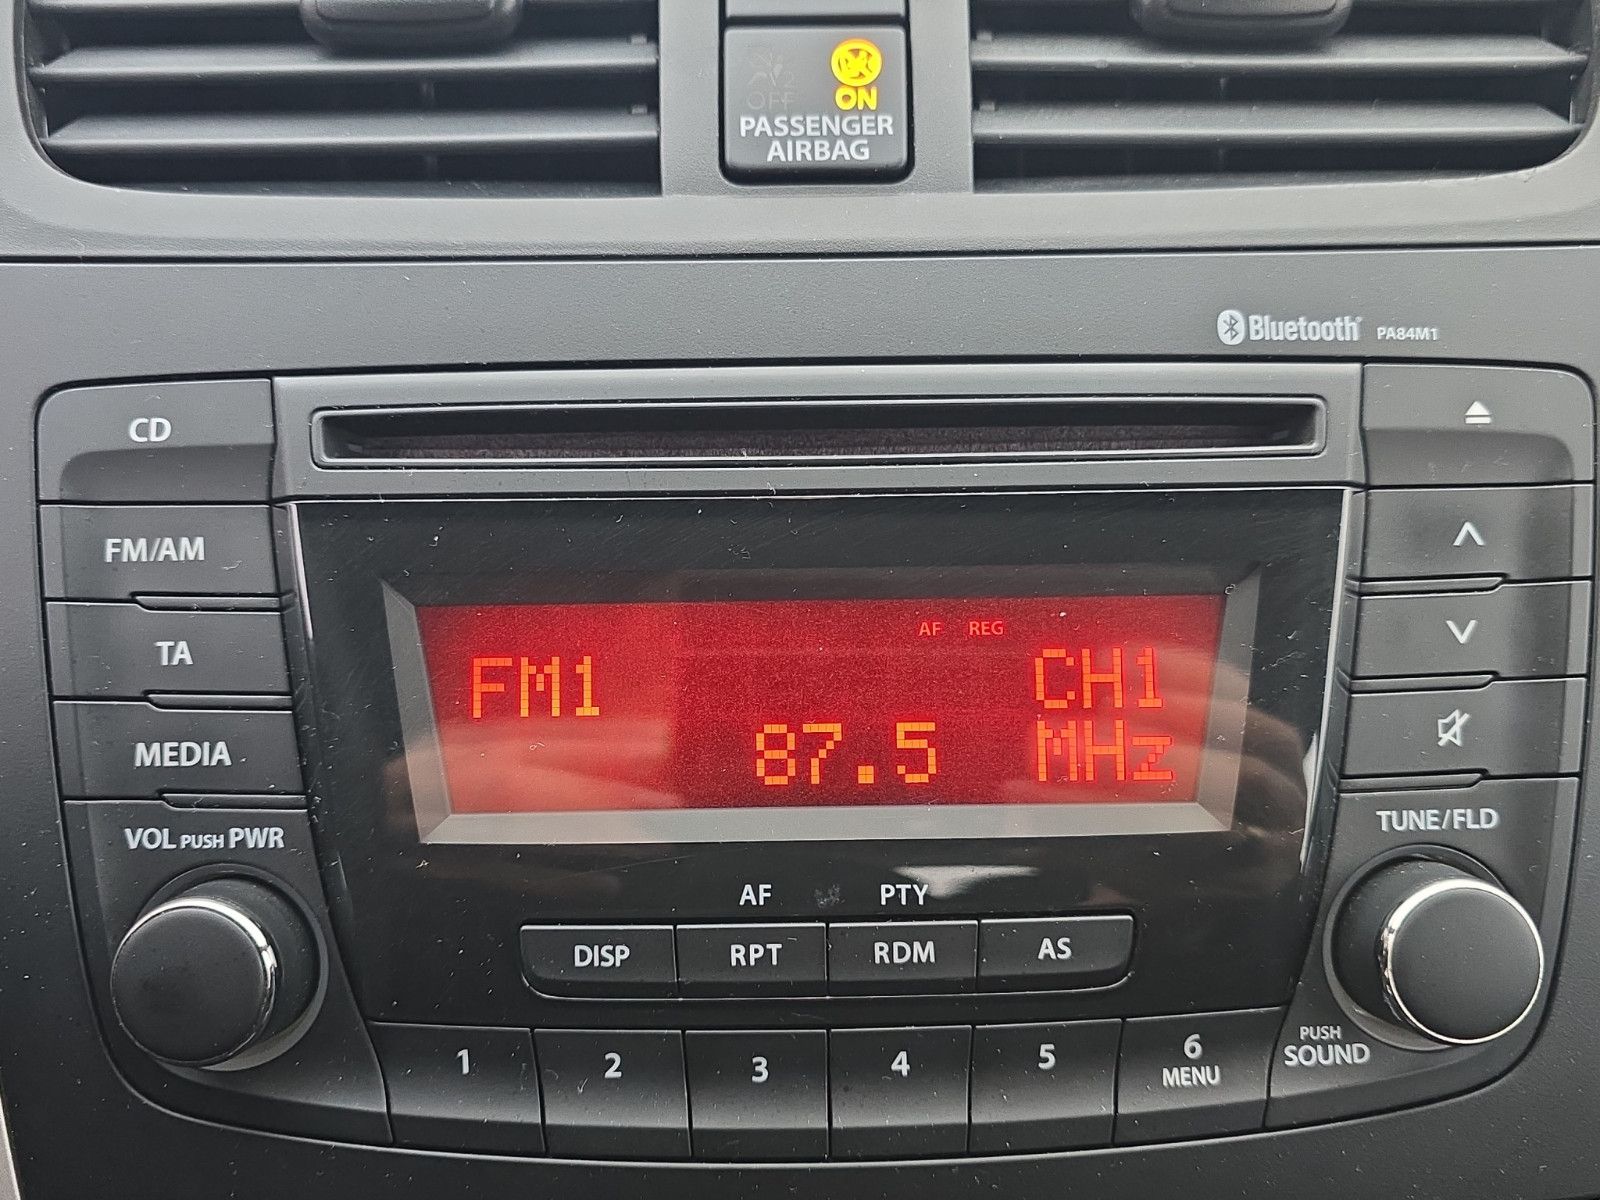 OFF ON
PASSENGER
AIRBAG
Bluetooth PA84M1
CD
FM/AM
TA
MEDIA
VOL PUSH PWR
AF REG
FM1 CH1
87.5 MHz
TUNE/FLD
AF PTY
DISP RPT RDM AS
1 2 3 4 5 6
MENU
PUSH
SOUND